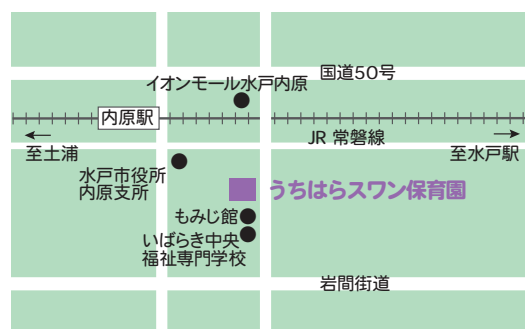 国道50号
イオンモール水戸内原
内原駅
JR 常磐線
至土浦
至水戸駅
水戸市役所
内原支所
うちはらスワン保育園
もみじ館
いばらき中央
福祉専門学校
岩間街道